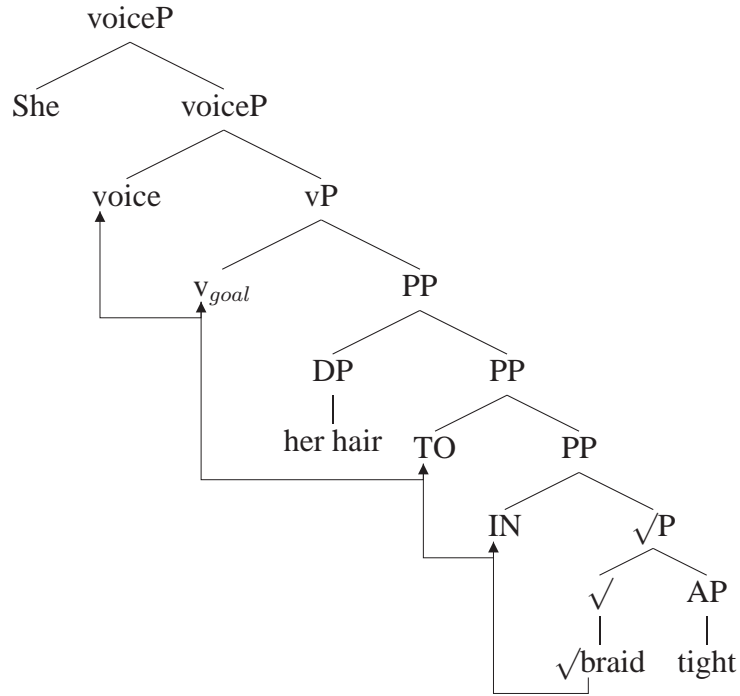 voiceP
She voiceP
voice vP
v_goal PP
DP PP
her hair TO PP
IN √P
√ AP
√braid tight